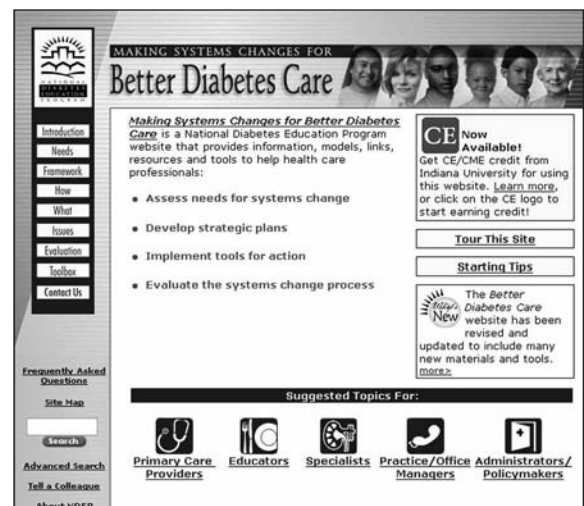 NATIONAL
DIABETES
EDUCATION
PROGRAM
MAKING SYSTEMS CHANGES FOR
Better Diabetes Care
Introduction
Needs
Framework
How
What
Issues
Evaluation
Toolbox
Contact Us
Frequently Asked
Questions
Site Map
Search
Advanced Search
Tell a Colleague
About NDEP
Making Systems Changes for Better Diabetes
Care is a National Diabetes Education Program
website that provides information, models, links,
resources and tools to help health care
professionals:
• Assess needs for systems change
• Develop strategic plans
• Implement tools for action
• Evaluate the systems change process
CE Now
Available!
Get CE/CME credit from
Indiana University for using
this website. Learn more,
or click on the CE logo to
start earning credit!
Tour This Site
Starting Tips
What's
New
The Better
Diabetes Care
website has been
revised and
updated to include many
new materials and tools.
more>
Suggested Topics For:
Primary Care
Providers
Educators
Specialists
Practice/Office
Managers
Administrators/
Policymakers